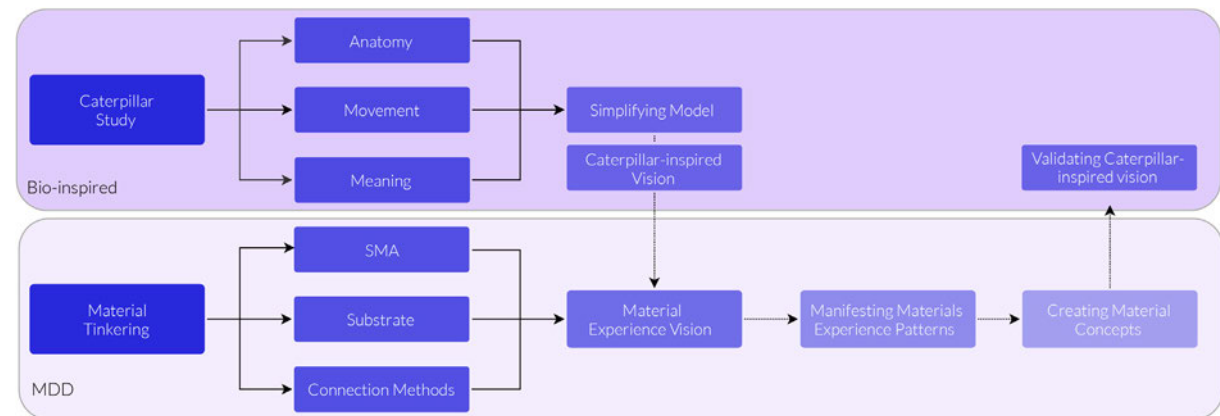 Caterpillar
Study
Anatomy
Movement
Meaning
Simplifying Model
Caterpillar-inspired
Vision
Validating Caterpillar-
inspired vision
Bio-inspired
Material
Tinkering
SMA
Substrate
Connection Methods
Material
Experience Vision
Manifesting Materials
Experience Patterns
Creating Material
Concepts
MDD